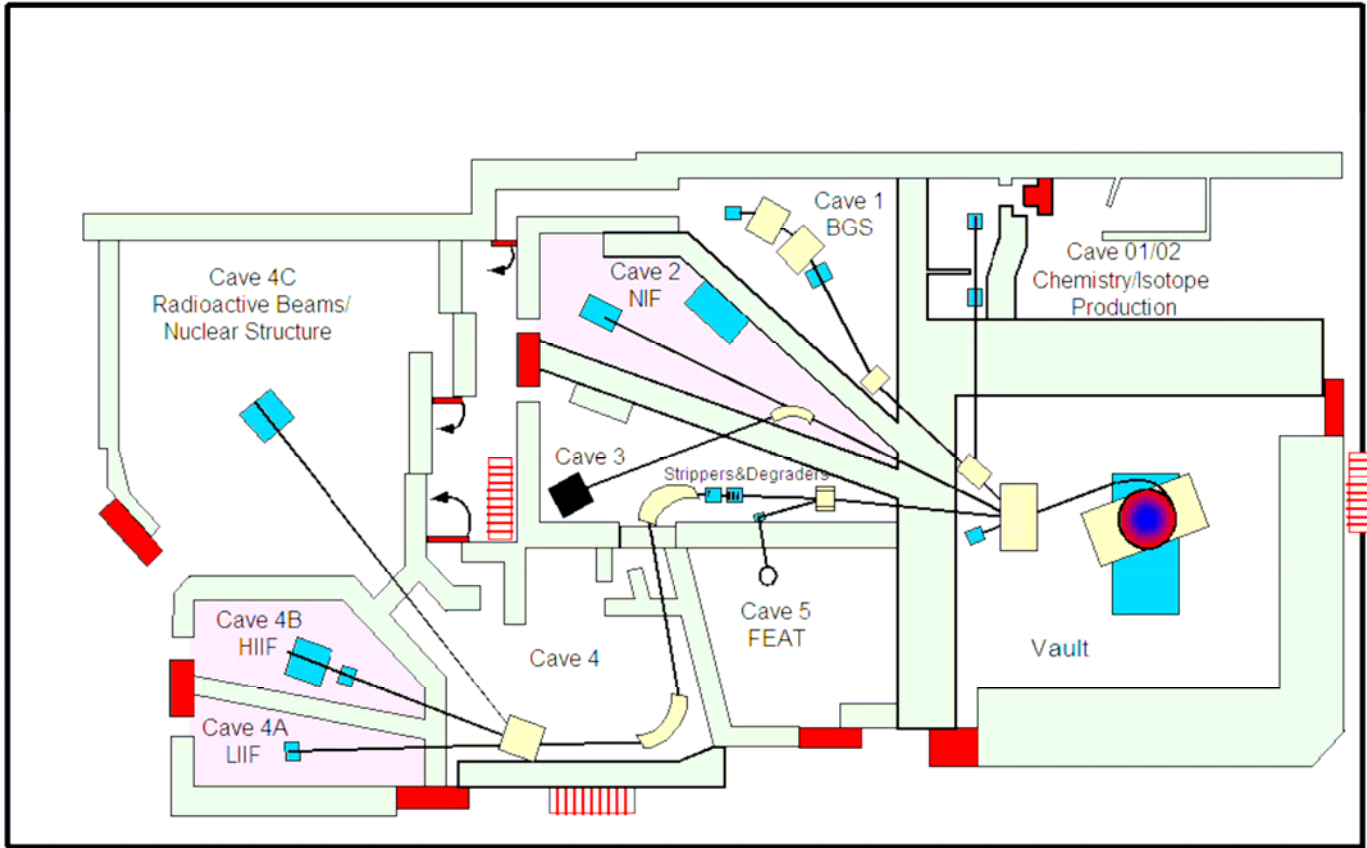 Cave 1
BGS
Cave 01/02
Chemistry/Isotope
Production
Cave 2
NIF
Cave 4C
Radioactive Beams/
Nuclear Structure
Cave 3
Strippers&Degraders
Cave 4B
HIIF
Cave 4
Cave 5
FEAT
Vault
Cave 4A
LIIF